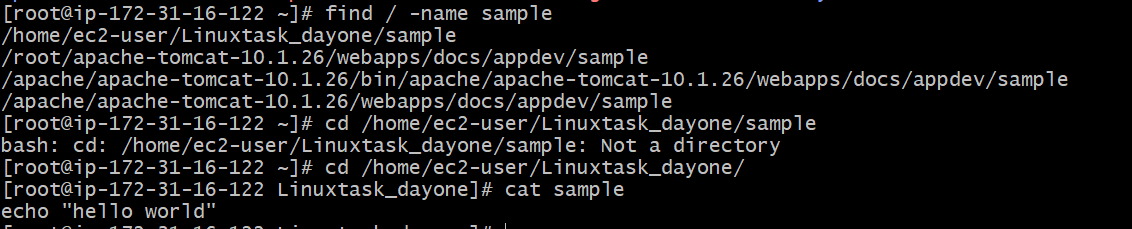 [root@ip-172-31-16-122 ~]# find / -name sample
/home/ec2-user/Linuxtask_dayone/sample
/root/apache-tomcat-10.1.26/webapps/docs/appdev/sample
/apache/apache-tomcat-10.1.26/bin/apache/apache-tomcat-10.1.26/webapps/docs/appdev/sample
/apache/apache-tomcat-10.1.26/webapps/docs/appdev/sample
[root@ip-172-31-16-122 ~]# cd /home/ec2-user/Linuxtask_dayone/sample
bash: cd: /home/ec2-user/Linuxtask_dayone/sample: Not a directory
[root@ip-172-31-16-122 ~]# cd /home/ec2-user/Linuxtask_dayone/
[root@ip-172-31-16-122 Linuxtask_dayone]# cat sample
echo "hello world"